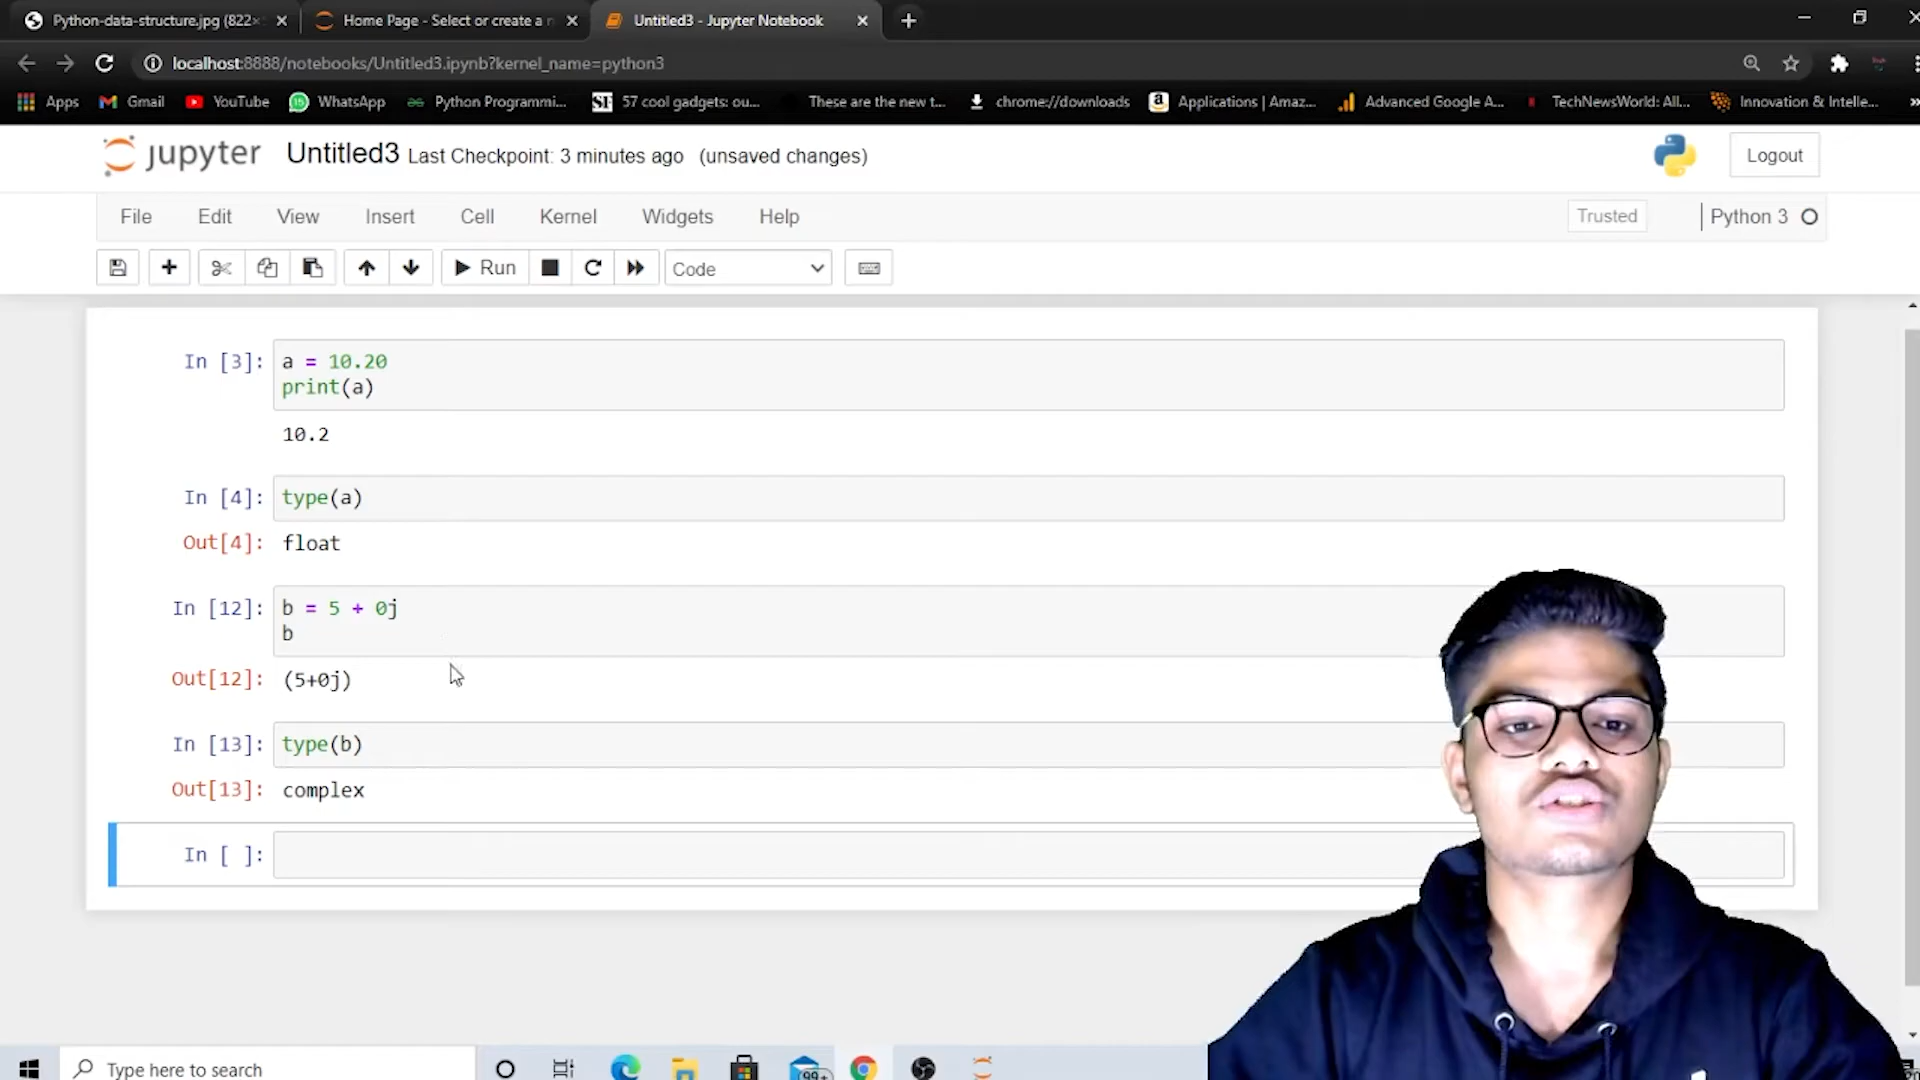 Python-data-structure.jpg (822×
Home Page - Select or create a n
Untitled3 - Jupyter Notebook
localhost:8888/notebooks/Untitled3.ipynb?kernel_name=python3
Apps Gmail YouTube WhatsApp Python Programmi... SF 57 cool gadgets: ou... These are the new t... chrome://downloads Applications | Amaz... Advanced Google A... TechNewsWorld: All... Innovation & Intelle... »
jupyter Untitled3 Last Checkpoint: 3 minutes ago (unsaved changes) Logout
File Edit View Insert Cell Kernel Widgets Help Trusted Python 3
Run Code
In [3]: a = 10.20
print(a)
10.2
In [4]: type(a)
Out[4]: float
In [12]: b = 5 + 0j
b
Out[12]: (5+0j)
In [13]: type(b)
Out[13]: complex
In [ ]:
Type here to search
99+